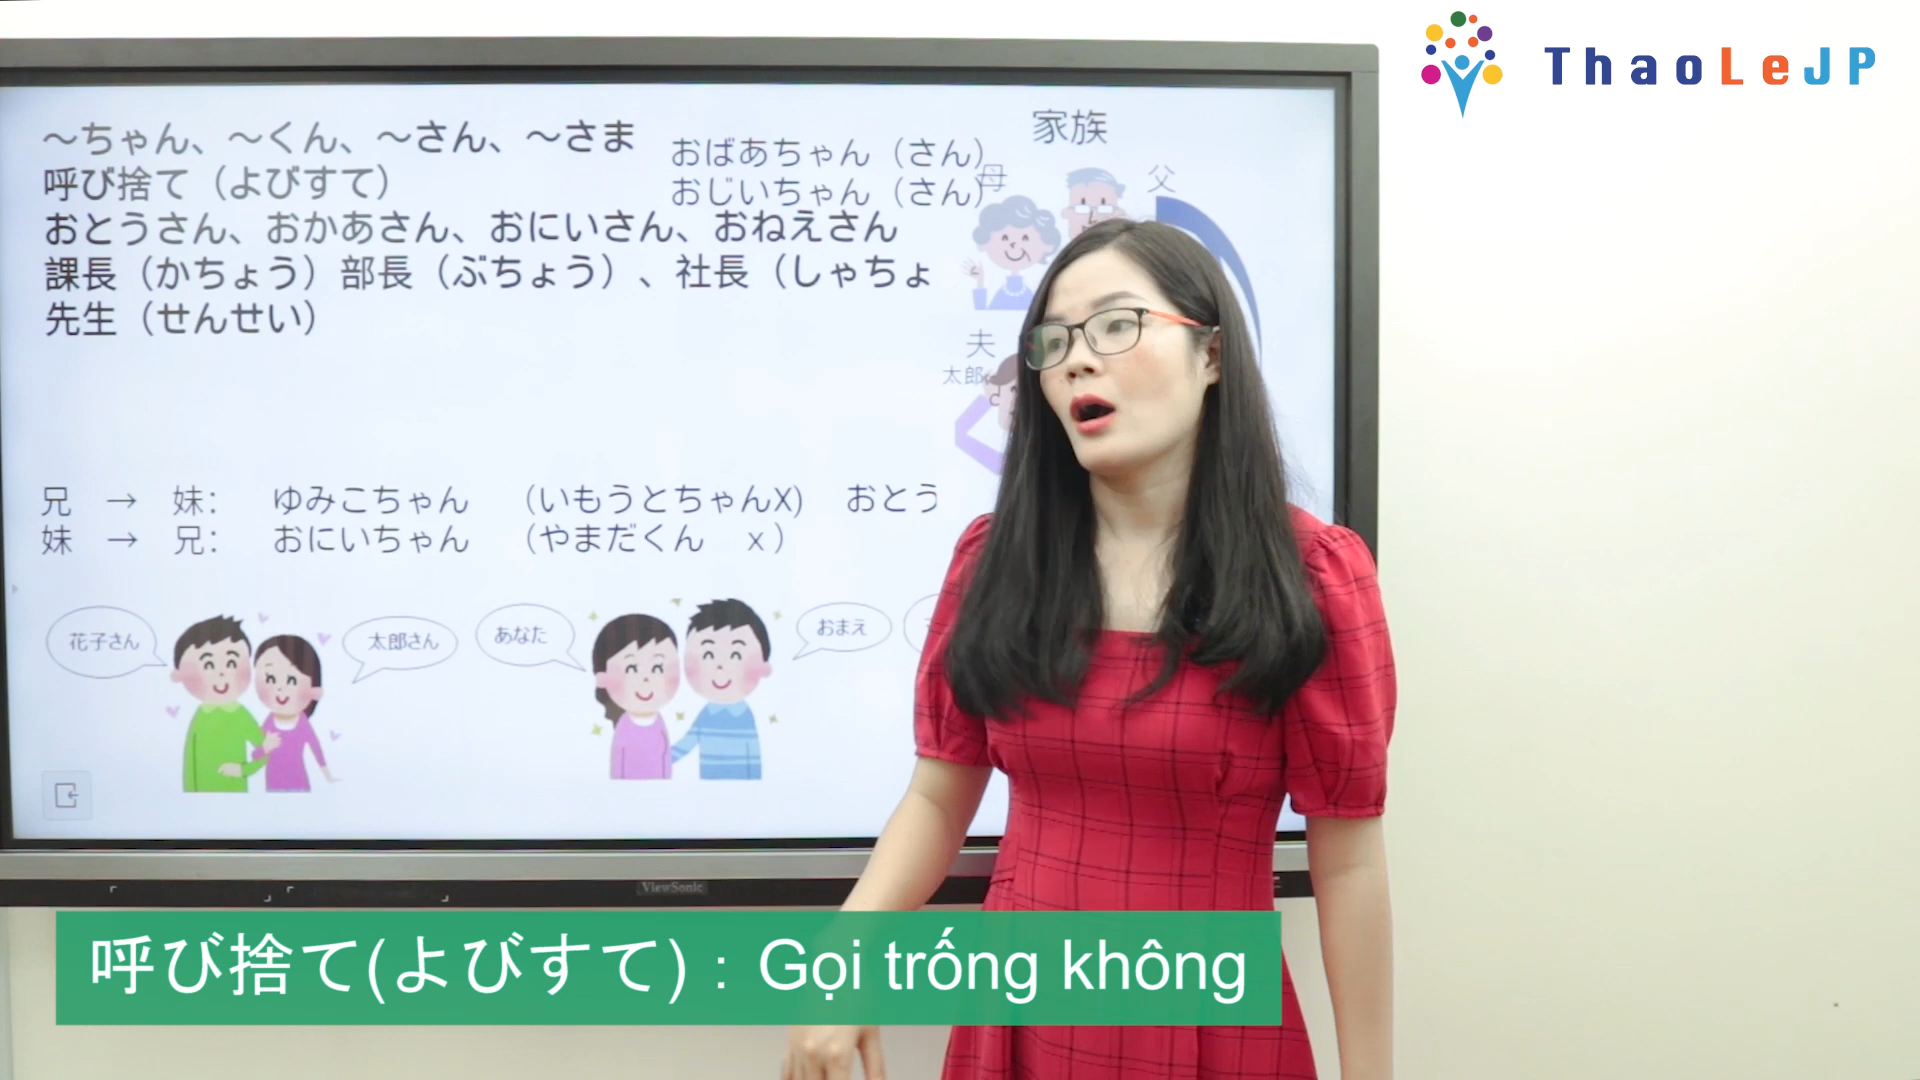 ThaoLeJP
～ちゃん、～くん、～さん、～さま
呼び捨て（よびすて）
おばあちゃん（さん）
おじいちゃん（さん）
おとうさん、おかあさん、おにいさん、おねえさん
課長（かちょう）部長（ぶちょう）、社長（しゃちょ
先生（せんせい）
家族
母
父
夫
太郎
兄 → 妹: ゆみこちゃん （いもうとちゃんX) おとう
妹 → 兄: おにいちゃん （やまだくん x ）
花子さん
太郎さん
あなた
おまえ
ViewSonic
呼び捨て(よびすて)：Gọi trống không